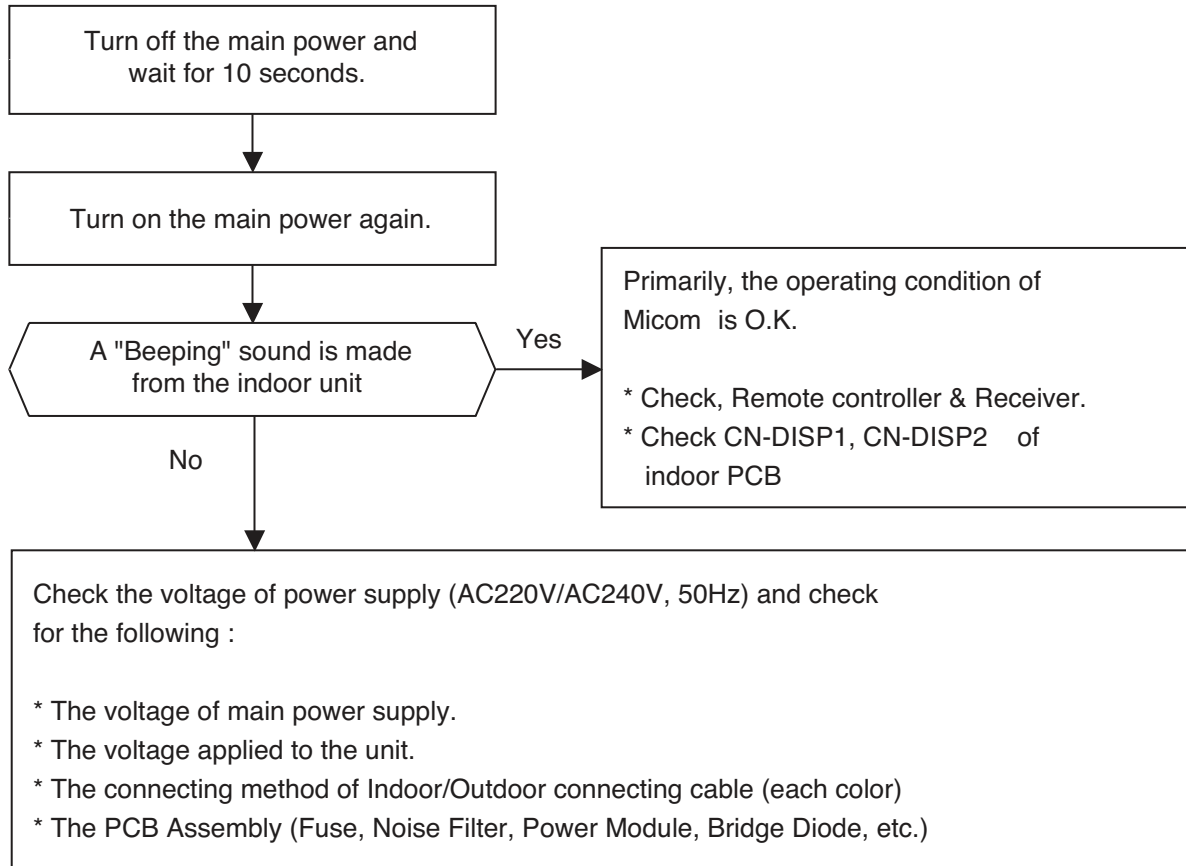 Turn off the main power and
wait for 10 seconds.
Turn on the main power again.
A "Beeping" sound is made
from the indoor unit
Yes
Primarily, the operating condition of
Micom is O.K.
* Check, Remote controller & Receiver.
* Check CN-DISP1, CN-DISP2 of
indoor PCB
No
Check the voltage of power supply (AC220V/AC240V, 50Hz) and check
for the following :
* The voltage of main power supply.
* The voltage applied to the unit.
* The connecting method of Indoor/Outdoor connecting cable (each color)
* The PCB Assembly (Fuse, Noise Filter, Power Module, Bridge Diode, etc.)